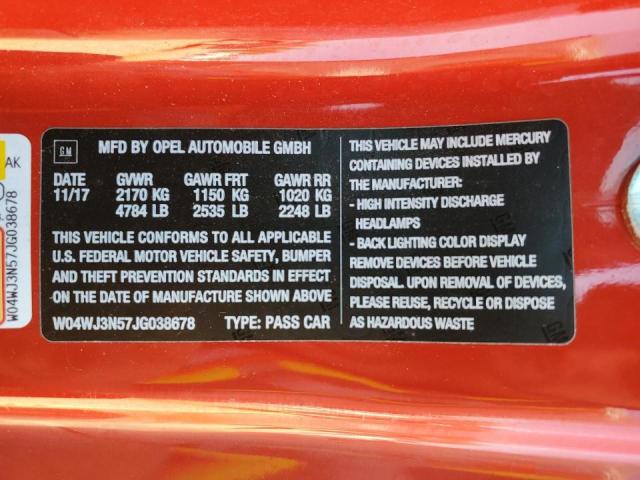 AK
W04WJ3N57JG038678
GM
MFD BY OPEL AUTOMOBILE GMBH
DATE GVWR GAWR FRT GAWR RR
11/17 2170 KG 1150 KG 1020 KG
4784 LB 2535 LB 2248 LB
THIS VEHICLE CONFORMS TO ALL APPLICABLE
U.S. FEDERAL MOTOR VEHICLE SAFETY, BUMPER
AND THEFT PREVENTION STANDARDS IN EFFECT
ON THE DATE OF MANUFACTURE SHOWN ABOVE
W04WJ3N57JG038678 TYPE: PASS CAR
THIS VEHICLE MAY INCLUDE MERCURY
CONTAINING DEVICES INSTALLED BY
THE MANUFACTURER:
- HIGH INTENSITY DISCHARGE
HEADLAMPS
- BACK LIGHTING COLOR DISPLAY
REMOVE DEVICES BEFORE VEHICLE
DISPOSAL. UPON REMOVAL OF DEVICES,
PLEASE REUSE, RECYCLE OR DISPOSE
AS HAZARDOUS WASTE